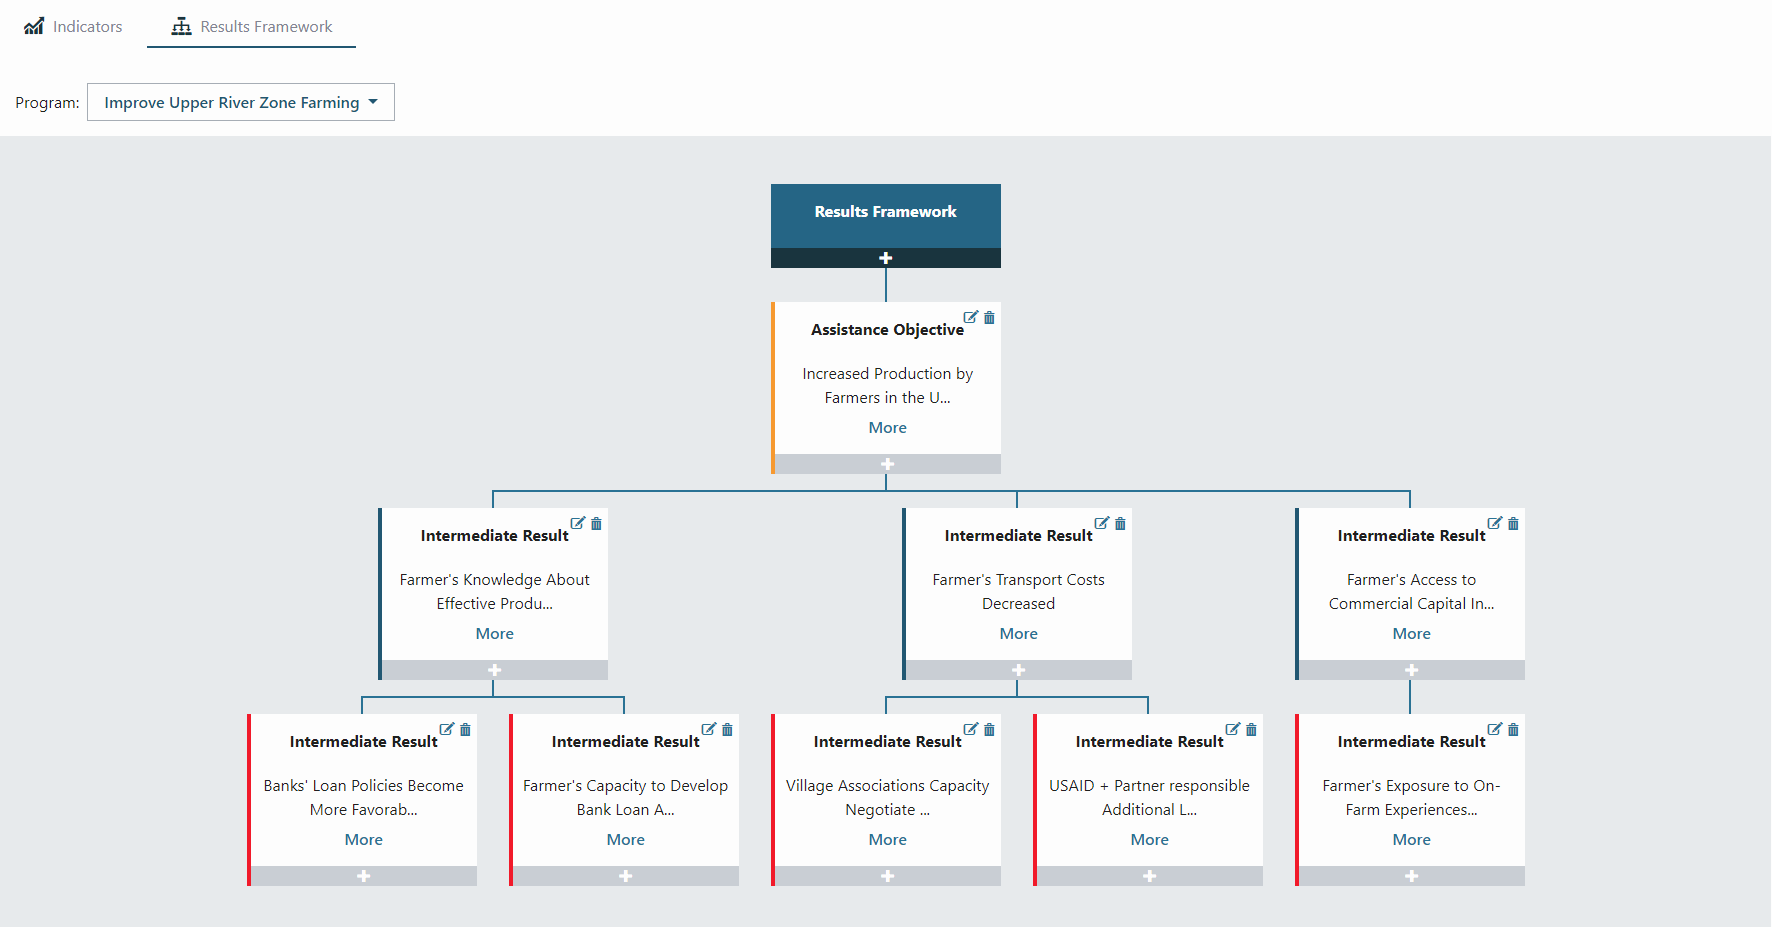 Indicators
Results Framework
Program:
Improve Upper River Zone Farming
Results Framework
Assistance Objective
Increased Production by
Farmers in the U...
More
Intermediate Result
Farmer's Knowledge About
Effective Produ...
More
Intermediate Result
Farmer's Transport Costs
Decreased
More
Intermediate Result
Farmer's Access to
Commercial Capital In...
More
Intermediate Result
Banks' Loan Policies Become
More Favorab...
More
Intermediate Result
Farmer's Capacity to Develop
Bank Loan A...
More
Intermediate Result
Village Associations Capacity
Negotiate ...
More
Intermediate Result
USAID + Partner responsible
Additional L...
More
Intermediate Result
Farmer's Exposure to On-
Farm Experiences...
More